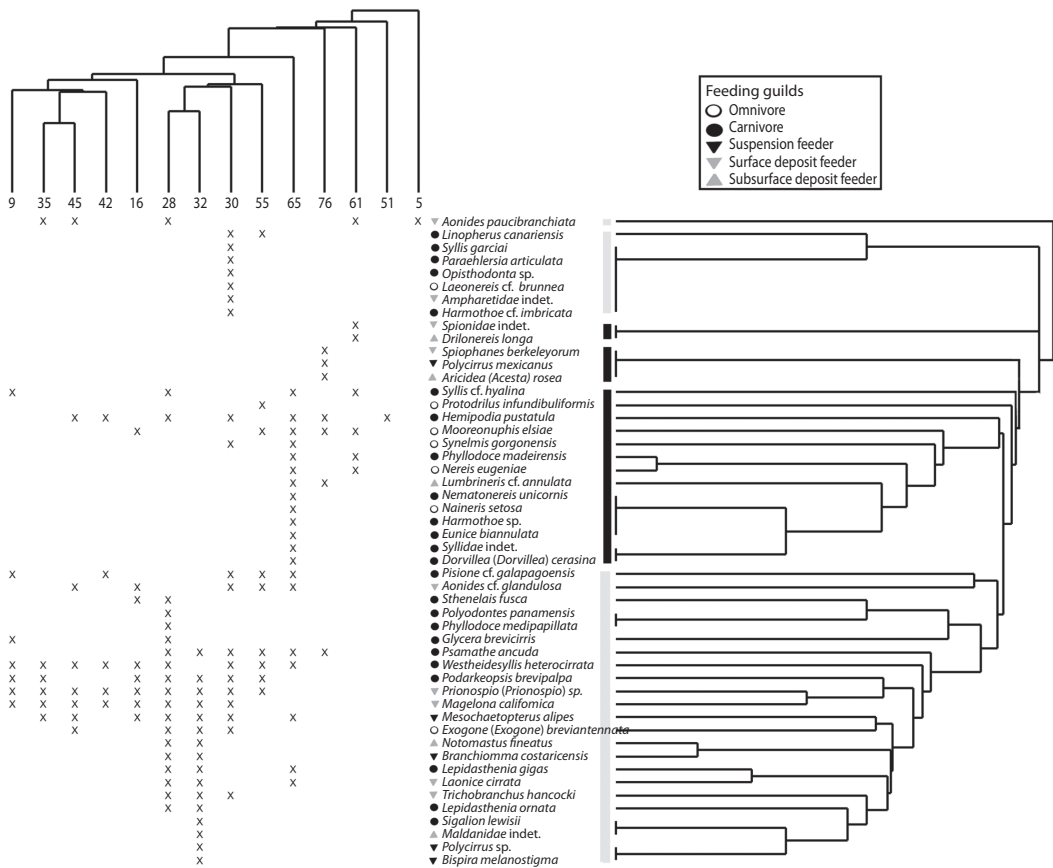 Feeding guilds
Omnivore
Carnivore
Suspension feeder
Surface deposit feeder
Subsurface deposit feeder
9 35 45 42 16 28 32 30 55 65 76 61 51 5
X X X X X Aonides paucibranchiata
X X Linopherus canariensis
X Syllis garciai
X Paraehlersia articulata
X Opisthodonta sp.
X Laeonereis cf. brunnea
X Ampharetidae indet.
X Harmothoe cf. imbricata
X Spionidae indet.
X Drilonereis longa
X Spiophanes berkeleyorum
X Polycirrus mexicanus
X Aricidea (Acesta) rosea
X X X X Syllis cf. hyalina
X Protodrilus infundibuliformis
X X X X X X X Hemipodia pustatula
X X X X X Mooreonuphis elsiae
X X Synelmis gorgonensis
X X Phyllodoce madeirensis
X X Nereis eugeniae
X X Lumbrineris cf. annulata
X Nematonereis unicornis
X Naineris setosa
X Harmothoe sp.
X Eunice biannulata
X Syllidae indet.
X Dorvillea (Dorvillea) cerasina
X X X X X Pisione cf. galapagoensis
X X X X X Aonides cf. glandulosa
X X Sthenelais fusca
X Polyodontes panamensis
X Phyllodoce medipapillata
X X Glycera brevicirris
X X X X X X Psamathe ancuda
X X X X X X X X X Westheidesyllis heterocirrata
X X X X X X X Podarkeopsis brevipalpa
X X X X X X X X X Prionospio (Prionospio) sp.
X X X X X X X X Magelona califomica
X X X X X X X Mesochaetopterus alipes
X X X X Exogone (Exogone) breviantennata
X X Notomastus fineatus
X X Branchiomma costaricensis
X X X Lepidasthenia gigas
X X X Laonice cirrata
X X X Trichobranchus hancocki
X X Lepidasthenia ornata
X Sigalion lewisii
X Maldanidae indet.
X Polycirrus sp.
X Bispira melanostigma